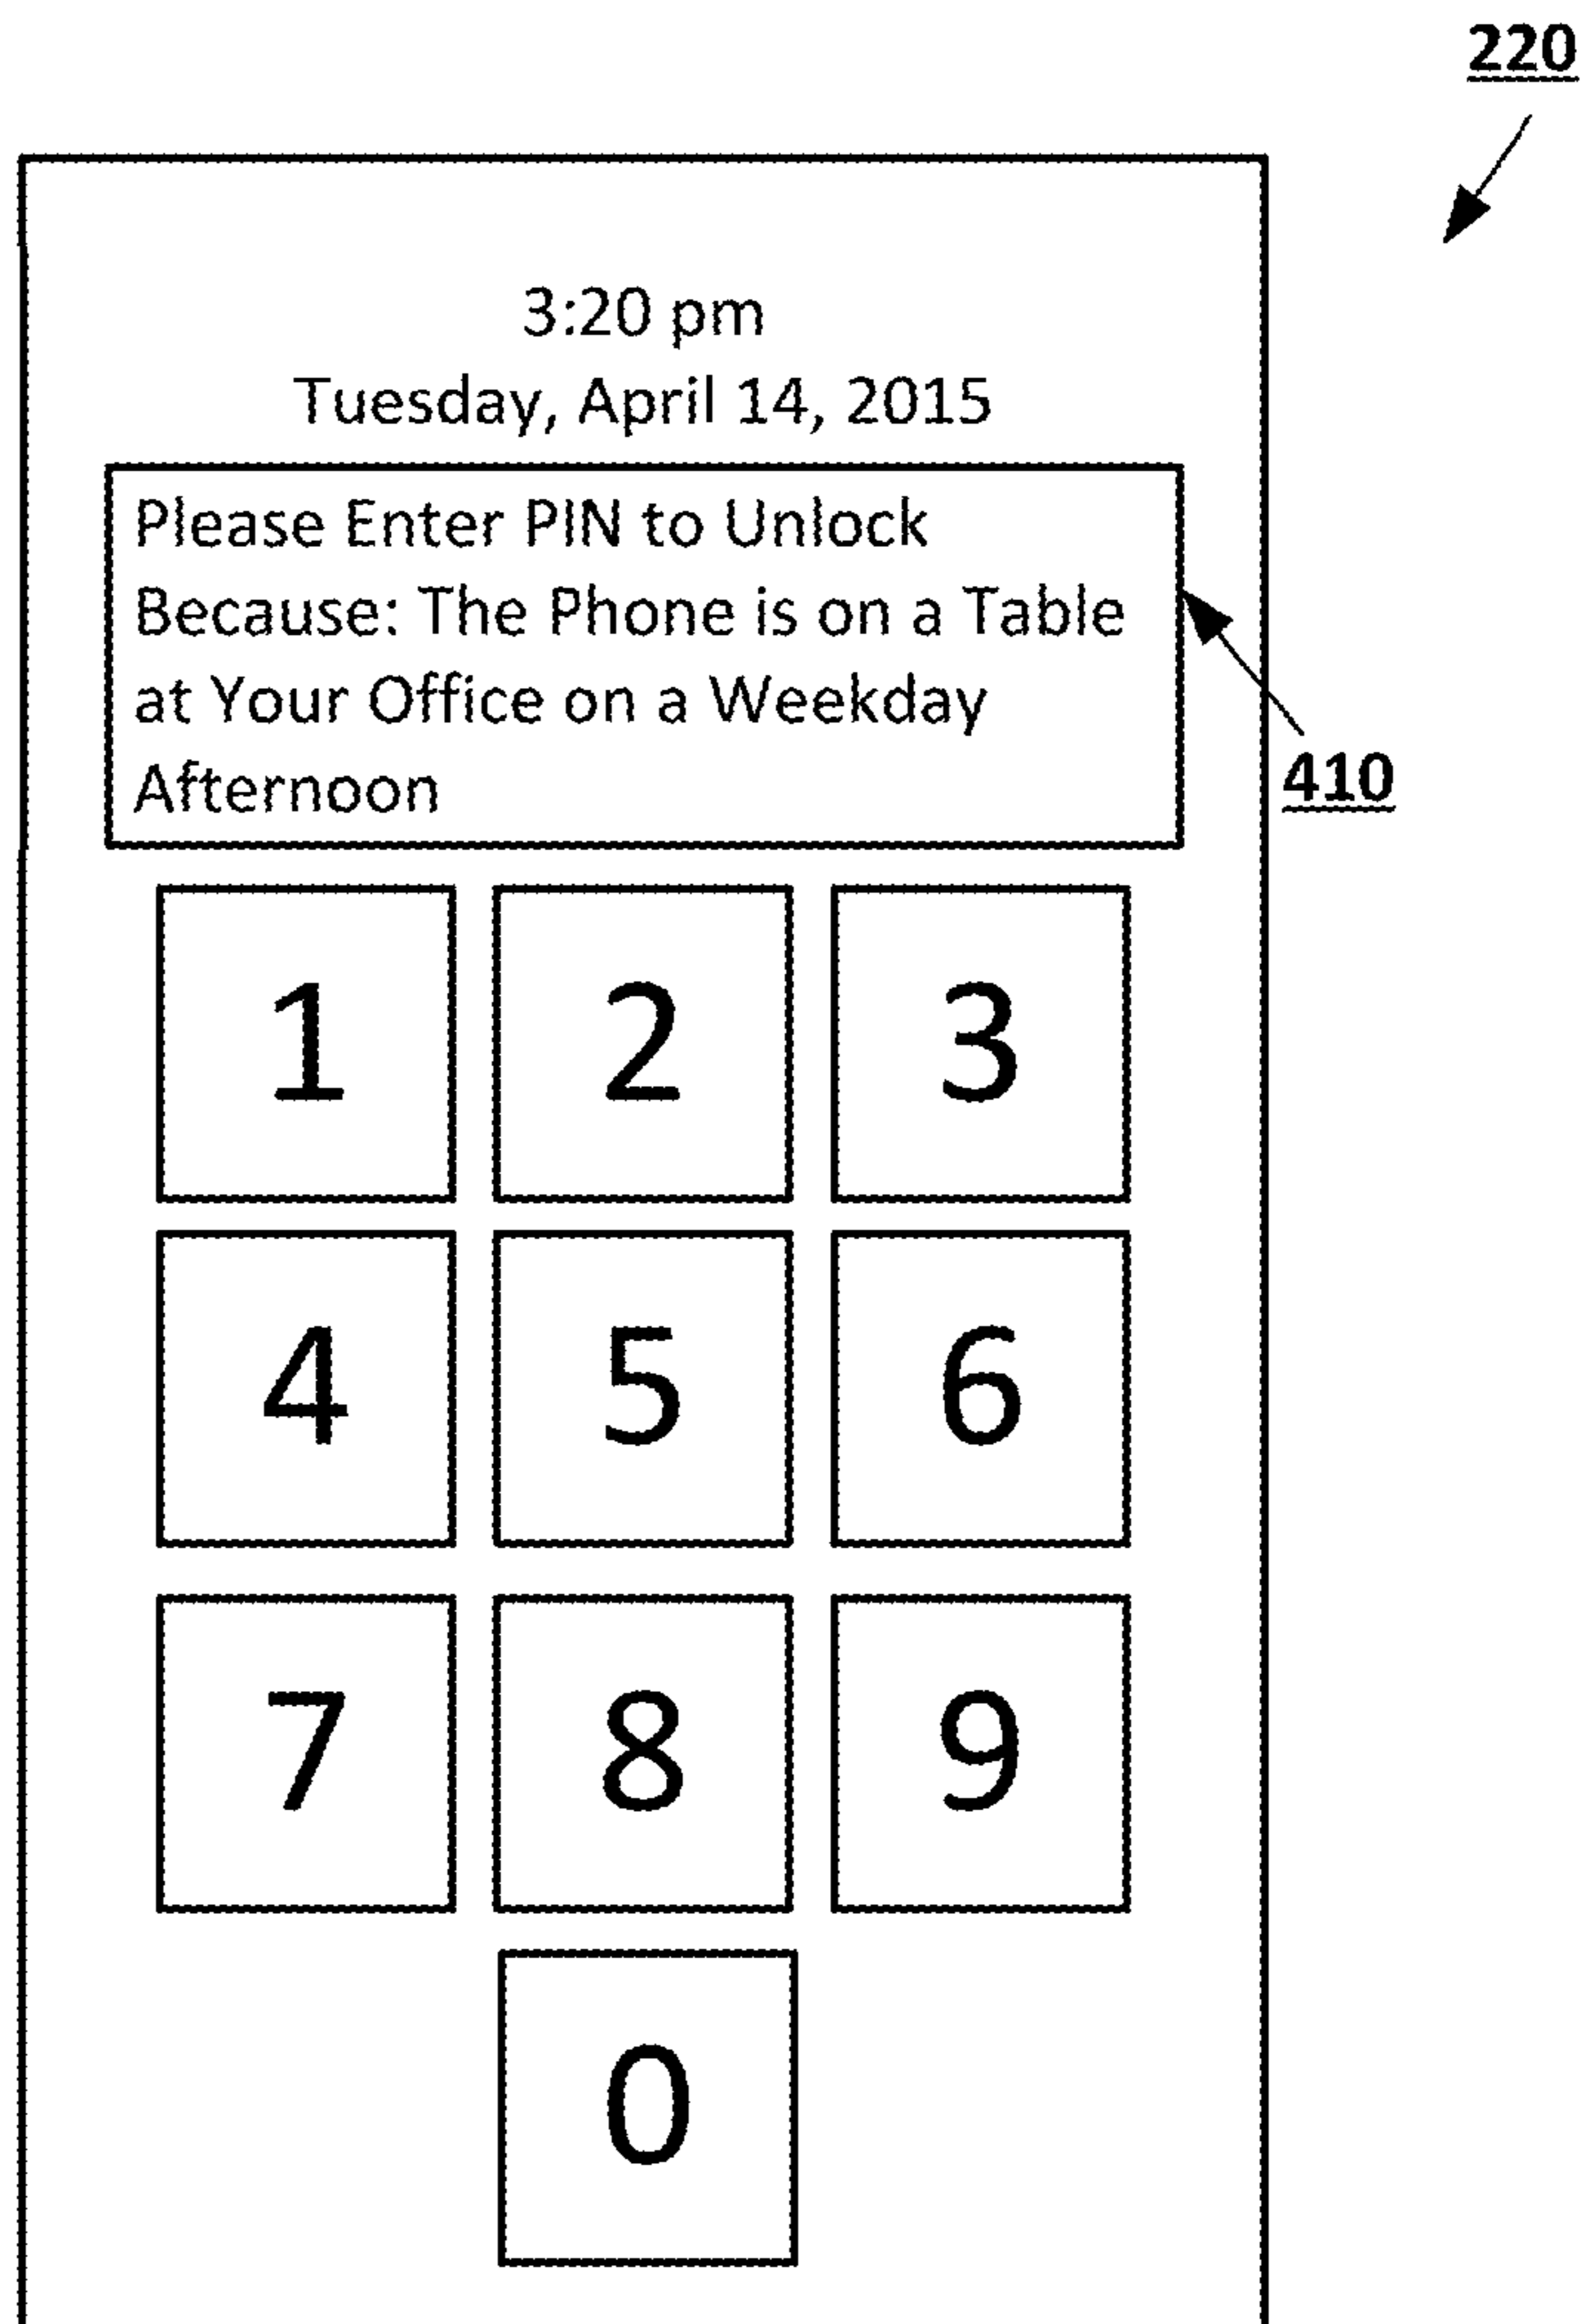 220
3:20 pm
Tuesday, April 14, 2015
Please Enter PIN to Unlock
Because: The Phone is on a Table
at Your Office on a Weekday
Afternoon
410
1 2 3
4 5 6
7 8 9
0